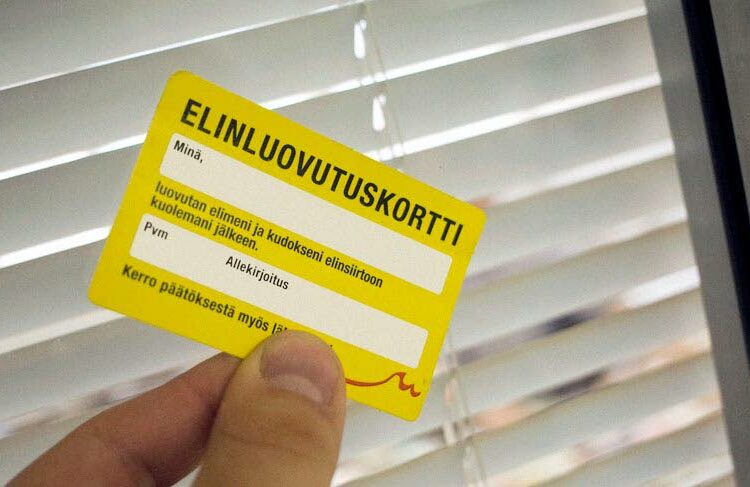 ELINLUOVUTUSKORTTI
Minä,
luovutan elimeni ja kudokseni elinsiirtoon
kuolemani jälkeen.
Pvm Allekirjoitus
Kerro päätöksestä myös